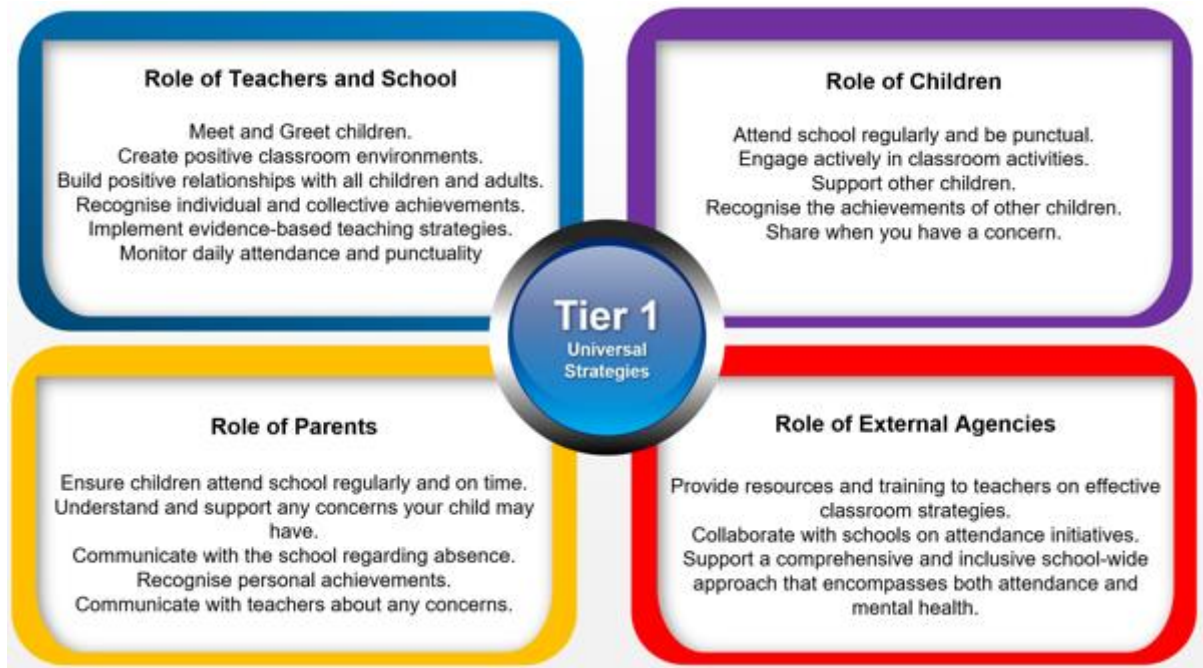 Role of Teachers and School
Meet and Greet children.
Create positive classroom environments.
Build positive relationships with all children and adults.
Recognise individual and collective achievements.
Implement evidence-based teaching strategies.
Monitor daily attendance and punctuality
Role of Children
Attend school regularly and be punctual.
Engage actively in classroom activities.
Support other children.
Recognise the achievements of other children.
Share when you have a concern.
Tier 1
Universal
Strategies
Role of Parents
Ensure children attend school regularly and on time.
Understand and support any concerns your child may
have.
Communicate with the school regarding absence.
Recognise personal achievements.
Communicate with teachers about any concerns.
Role of External Agencies
Provide resources and training to teachers on effective
classroom strategies.
Collaborate with schools on attendance initiatives.
Support a comprehensive and inclusive school-wide
approach that encompasses both attendance and
mental health.